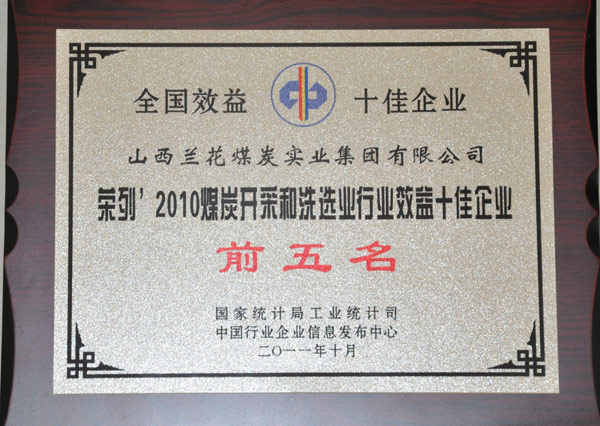 全国效益 十佳企业
山西兰花煤炭实业集团有限公司
荣列’2010煤炭开采和洗选业行业效益十佳企业
前五名
国家统计局工业统计司
中国行业企业信息发布中心
二〇一一年十月